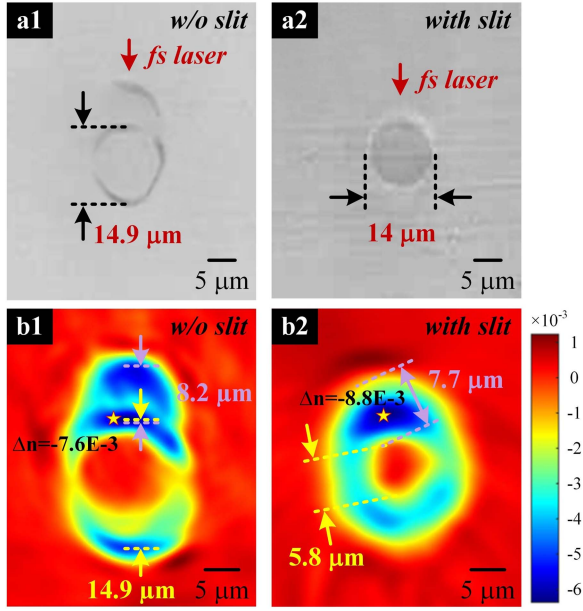 a1
w/o slit
fs laser
14.9 μm
5 μm
a2
with slit
fs laser
14 μm
5 μm
b1
w/o slit
8.2 μm
Δn=-7.6E-3
14.9 μm
5 μm
b2
with slit
7.7 μm
Δn=-8.8E-3
5.8 μm
5 μm
×10⁻³
1
0
-1
-2
-3
-4
-5
-6